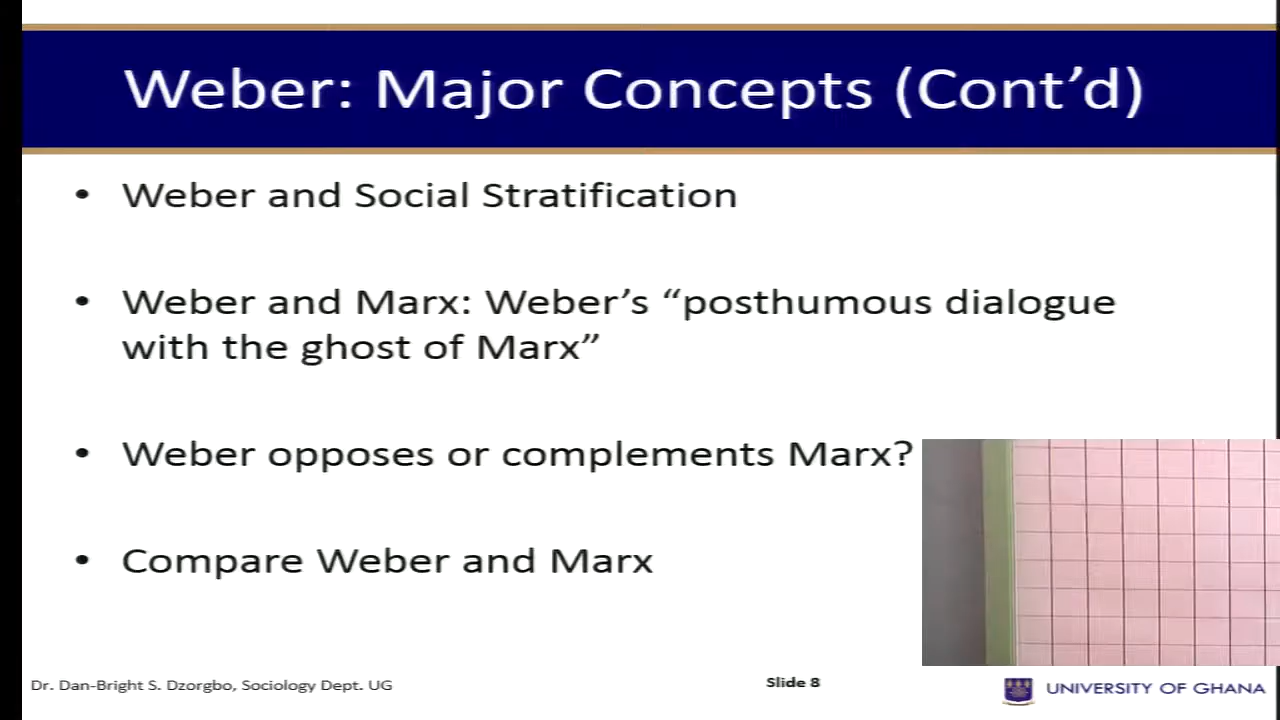 Weber: Major Concepts (Cont’d)
• Weber and Social Stratification
• Weber and Marx: Weber’s “posthumous dialogue
with the ghost of Marx”
• Weber opposes or complements Marx?
• Compare Weber and Marx
Dr. Dan-Bright S. Dzorgbo, Sociology Dept. UG
Slide 8
UNIVERSITY OF GHANA